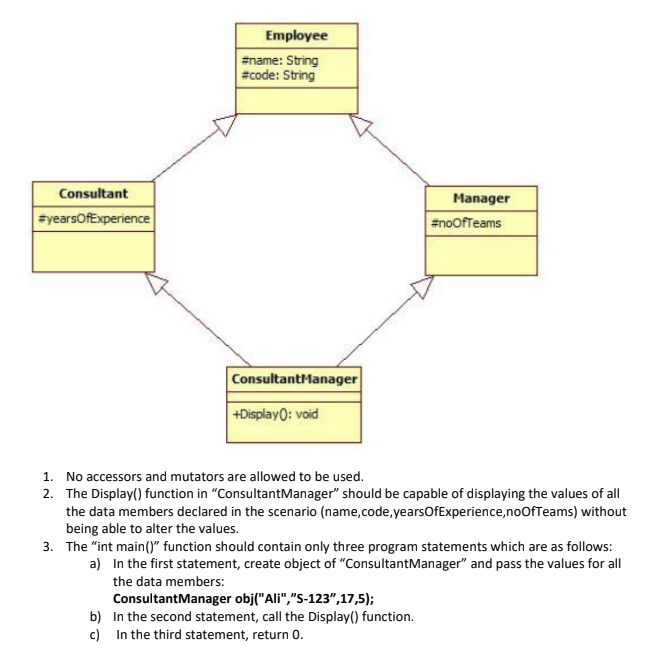 Employee
#name: String
#code: String
Consultant
#yearsOfExperience
Manager
#noOfTeams
ConsultantManager
+Display(): void
1. No accessors and mutators are allowed to be used.
2. The Display() function in “ConsultantManager” should be capable of displaying the values of all
the data members declared in the scenario (name,code,yearsOfExperience,noOfTeams) without
being able to alter the values.
3. The “int main()” function should contain only three program statements which are as follows:
a) In the first statement, create object of “ConsultantManager” and pass the values for all
the data members:
ConsultantManager obj("Ali",”S-123”,17,5);
b) In the second statement, call the Display() function.
c) In the third statement, return 0.